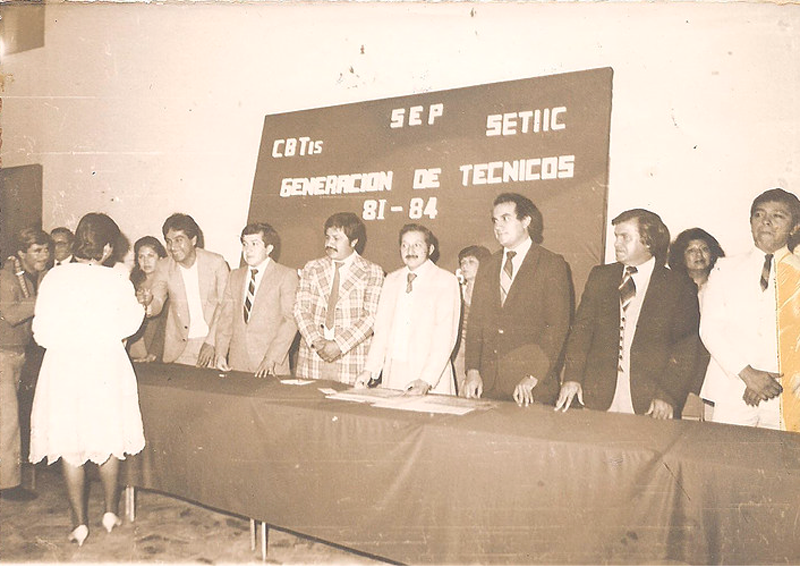 SEP SETIIC
CBTis
GENERACION DE TECNICOS
81-84